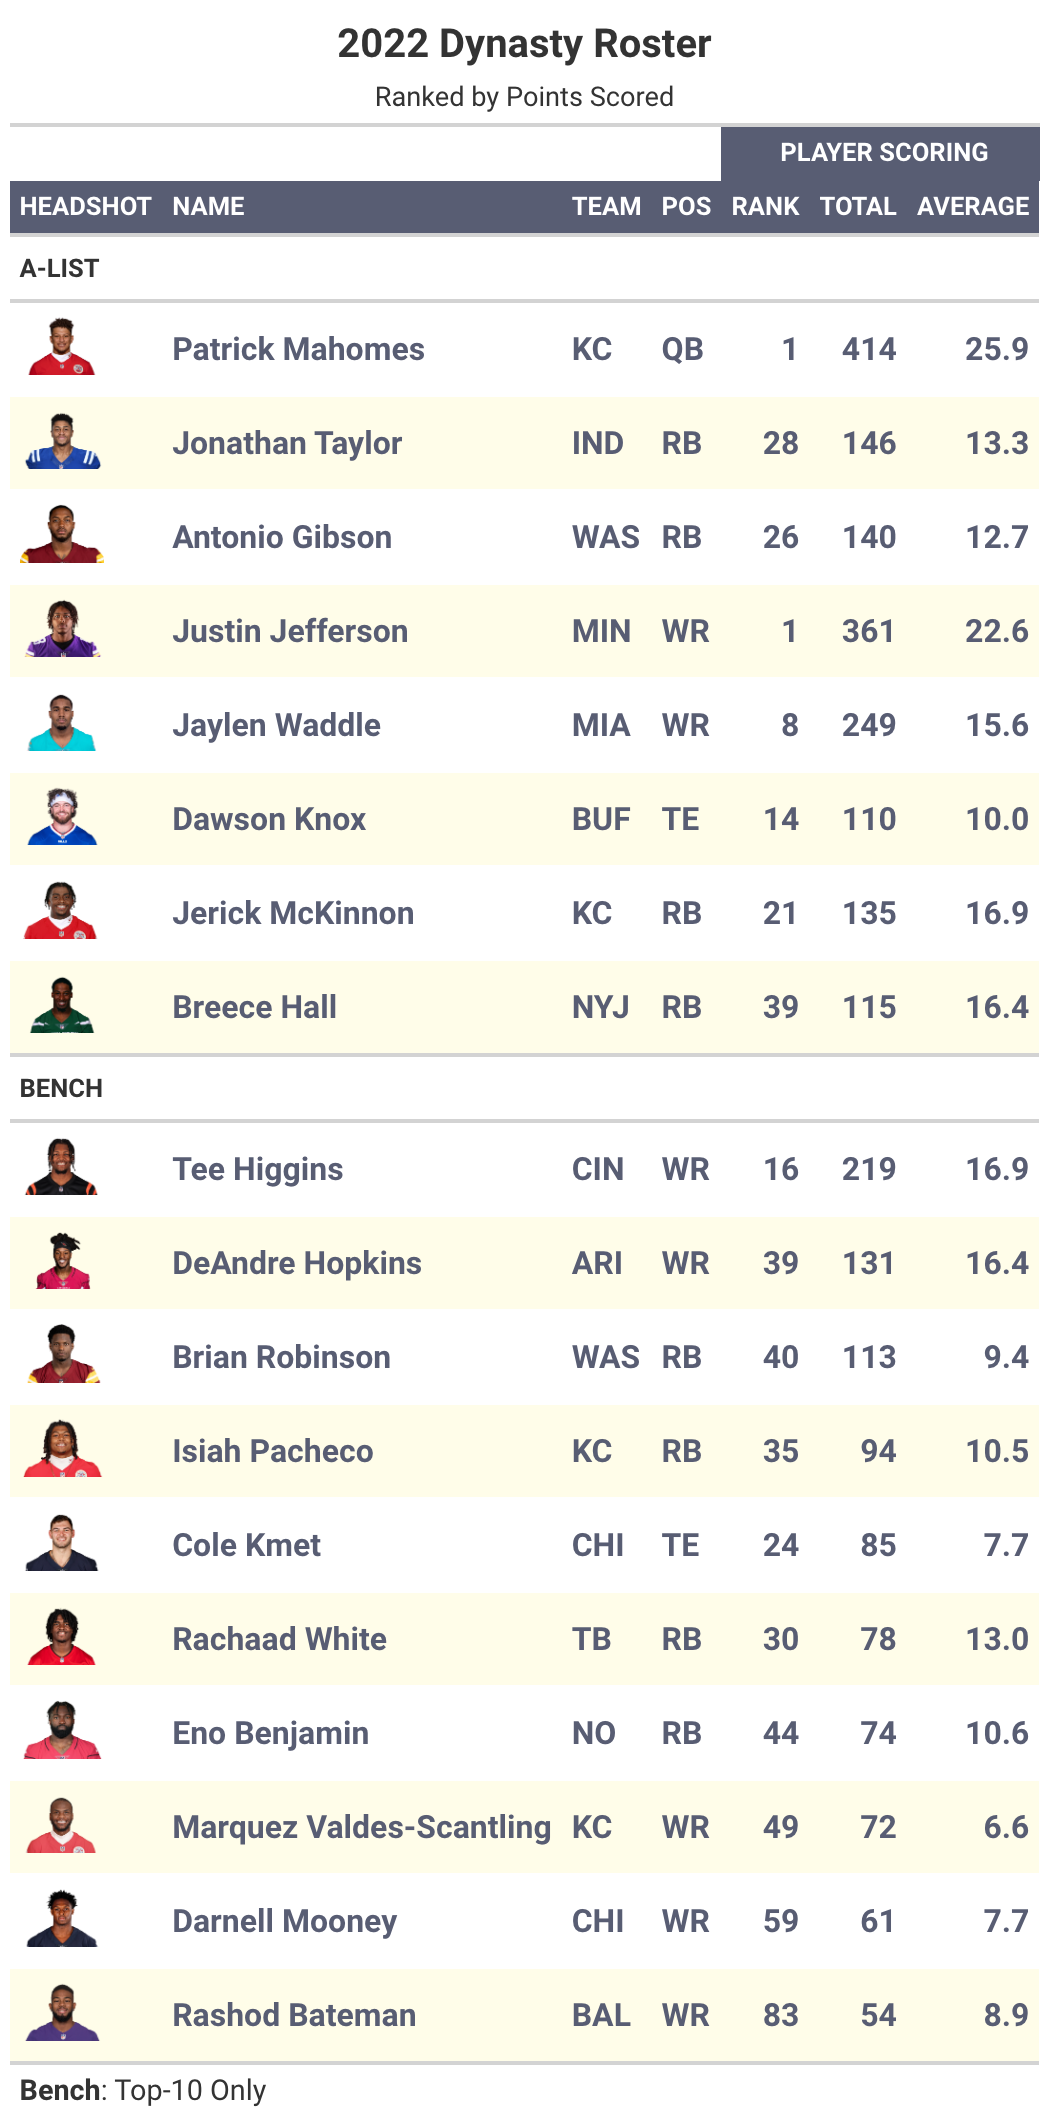 2022 Dynasty Roster
Ranked by Points Scored
PLAYER SCORING
HEADSHOT NAME TEAM POS RANK TOTAL AVERAGE
A-LIST
Patrick Mahomes KC QB 1 414 25.9
Jonathan Taylor IND RB 28 146 13.3
Antonio Gibson WAS RB 26 140 12.7
Justin Jefferson MIN WR 1 361 22.6
Jaylen Waddle MIA WR 8 249 15.6
Dawson Knox BUF TE 14 110 10.0
Jerick McKinnon KC RB 21 135 16.9
Breece Hall NYJ RB 39 115 16.4
BENCH
Tee Higgins CIN WR 16 219 16.9
DeAndre Hopkins ARI WR 39 131 16.4
Brian Robinson WAS RB 40 113 9.4
Isiah Pacheco KC RB 35 94 10.5
Cole Kmet CHI TE 24 85 7.7
Rachaad White TB RB 30 78 13.0
Eno Benjamin NO RB 44 74 10.6
Marquez Valdes-Scantling KC WR 49 72 6.6
Darnell Mooney CHI WR 59 61 7.7
Rashod Bateman BAL WR 83 54 8.9
Bench: Top-10 Only